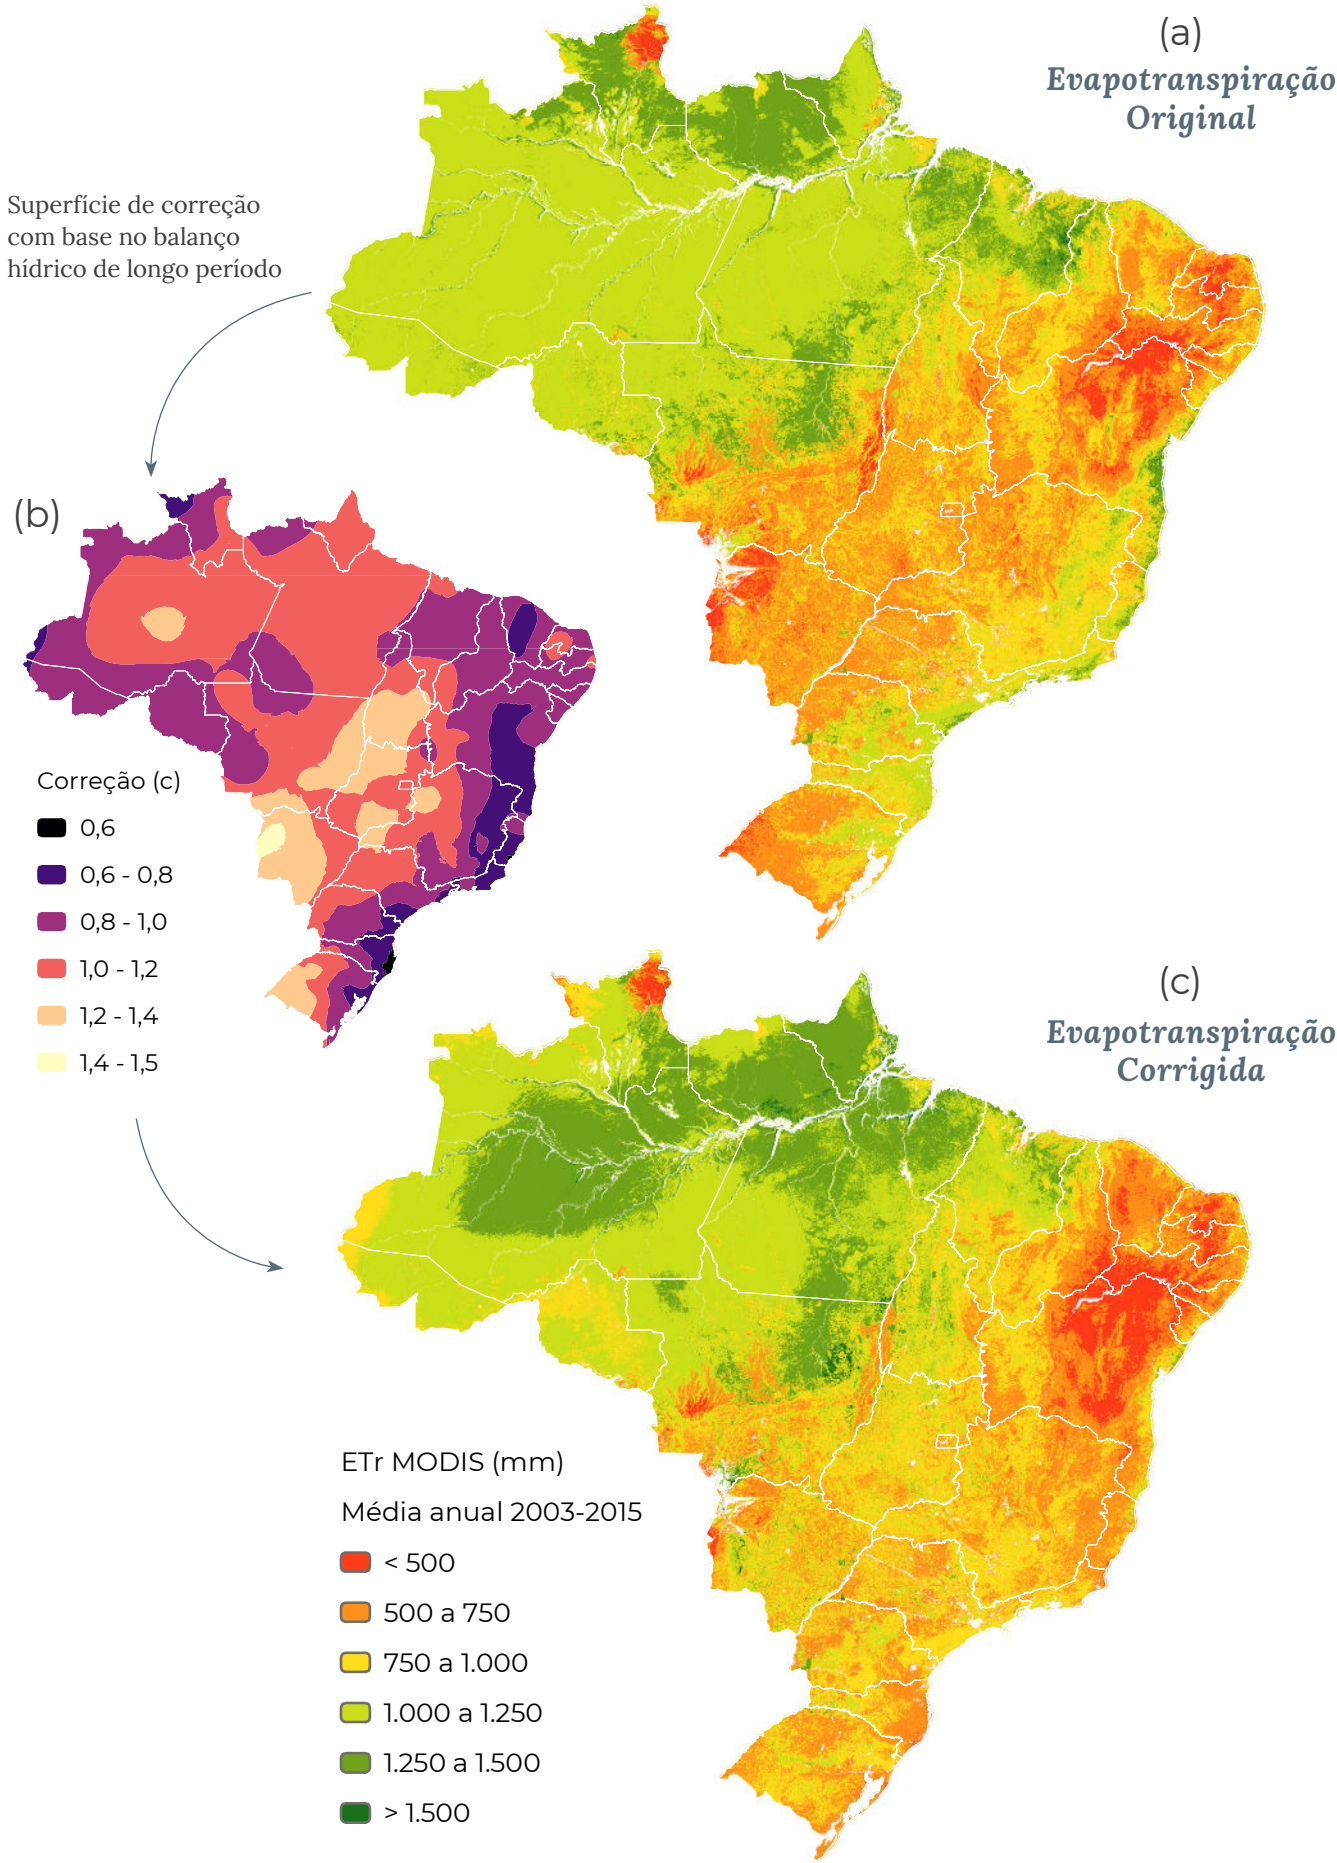 (a)
Evapotranspiração
Original
Superfície de correção
com base no balanço
hídrico de longo período
(b)
Correção (c)
0,6
0,6 - 0,8
0,8 - 1,0
1,0 - 1,2
1,2 - 1,4
1,4 - 1,5
(c)
Evapotranspiração
Corrigida
ETr MODIS (mm)
Média anual 2003-2015
< 500
500 a 750
750 a 1.000
1.000 a 1.250
1.250 a 1.500
> 1.500